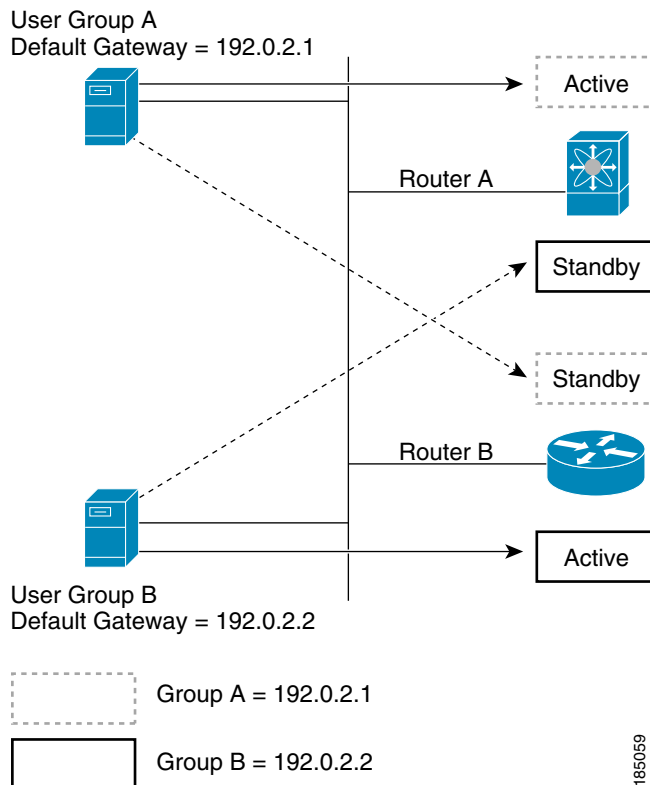 User Group A
Default Gateway = 192.0.2.1
Active
Router A
Standby
Standby
Router B
Active
User Group B
Default Gateway = 192.0.2.2
Group A = 192.0.2.1
Group B = 192.0.2.2
185059